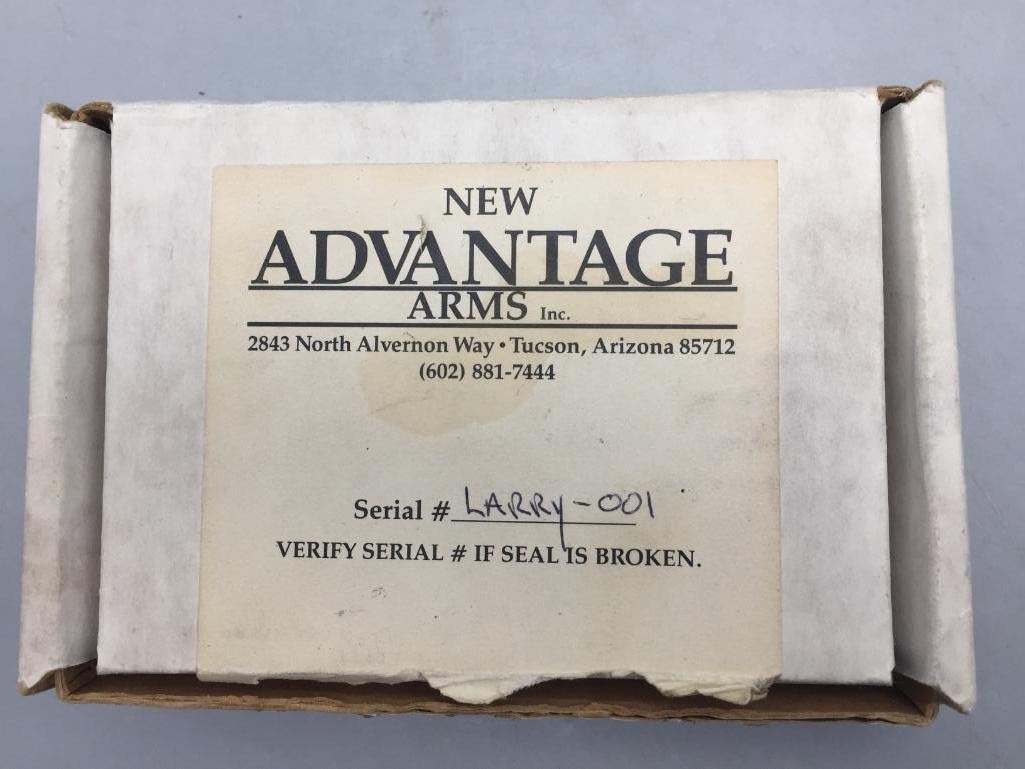 NEW
ADVANTAGE
ARMS Inc.
2843 North Alvernon Way • Tucson, Arizona 85712
(602) 881-7444
Serial # LARRY-001
VERIFY SERIAL # IF SEAL IS BROKEN.